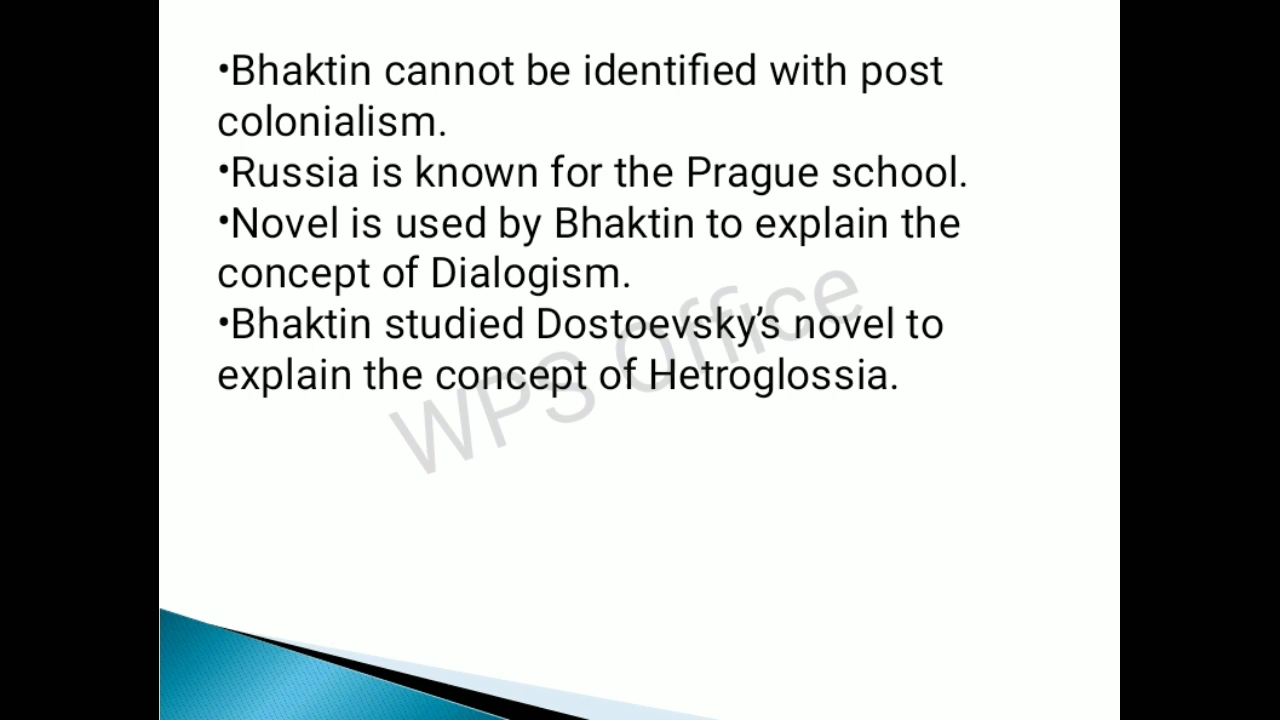 •Bhaktin cannot be identified with post
colonialism.
•Russia is known for the Prague school.
•Novel is used by Bhaktin to explain the
concept of Dialogism.
•Bhaktin studied Dostoevsky’s novel to
explain the concept of Hetroglossia.
WPS Office